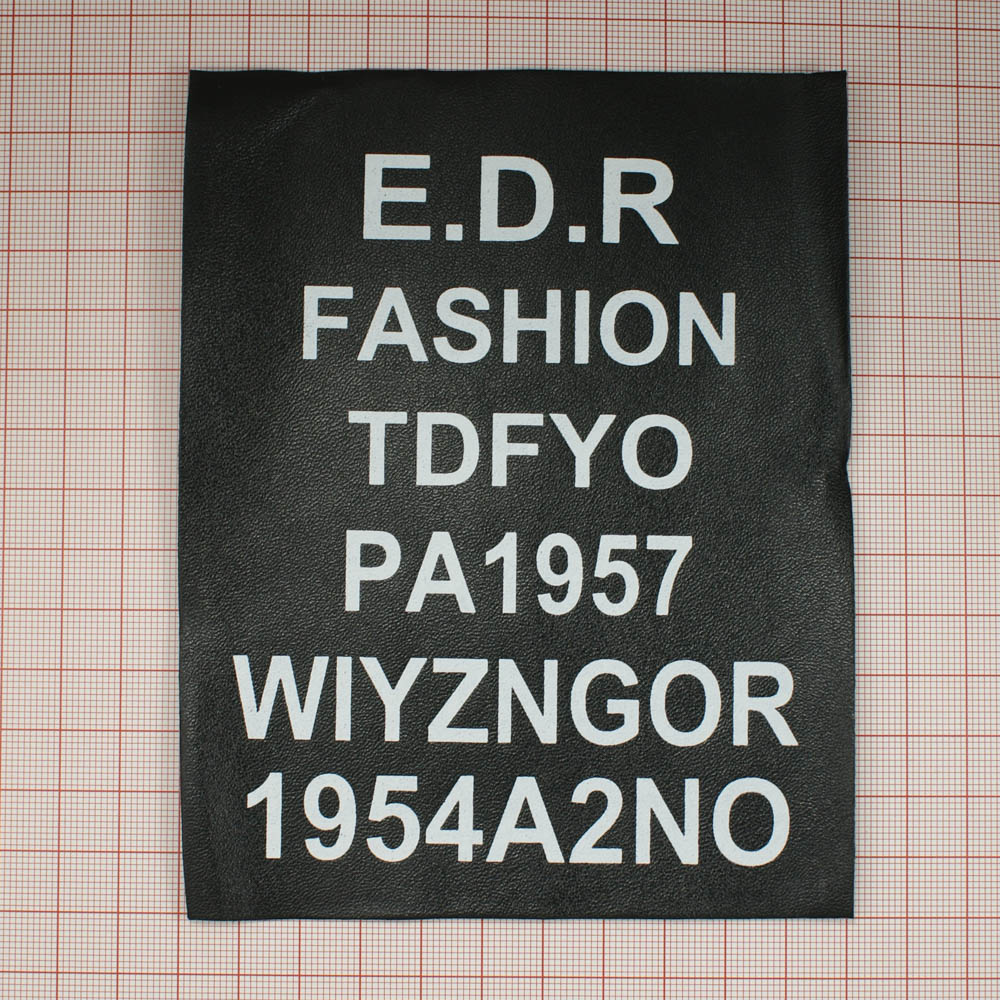 E.D.R
FASHION
TDFYO
PA1957
WIYZNGOR
1954A2NO